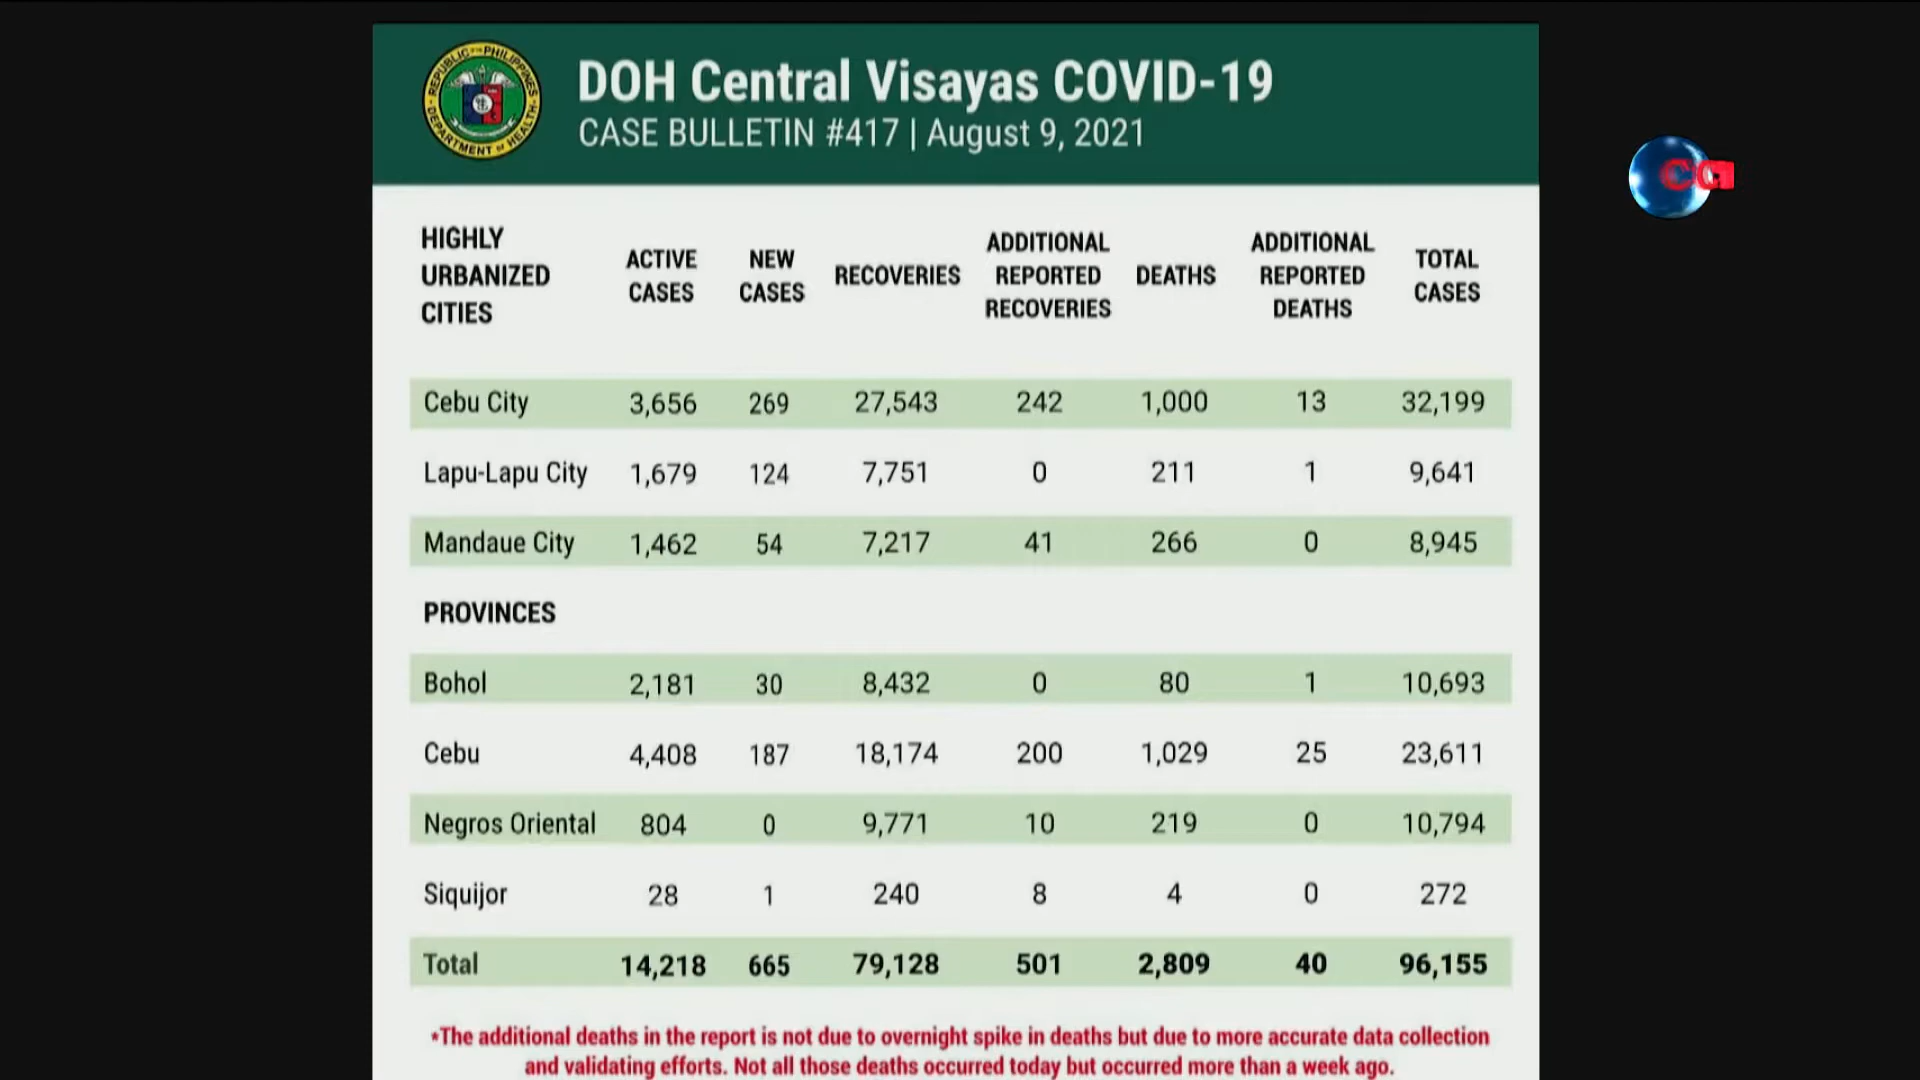 DOH Central Visayas COVID-19
CASE BULLETIN #417 | August 9, 2021
REPUBLIC OF THE PHILIPPINES
DEPARTMENT OF HEALTH
HIGHLY URBANIZED CITIES ACTIVE CASES NEW CASES RECOVERIES ADDITIONAL REPORTED RECOVERIES DEATHS ADDITIONAL REPORTED DEATHS TOTAL CASES
Cebu City 3,656 269 27,543 242 1,000 13 32,199
Lapu-Lapu City 1,679 124 7,751 0 211 1 9,641
Mandaue City 1,462 54 7,217 41 266 0 8,945
PROVINCES
Bohol 2,181 30 8,432 0 80 1 10,693
Cebu 4,408 187 18,174 200 1,029 25 23,611
Negros Oriental 804 0 9,771 10 219 0 10,794
Siquijor 28 1 240 8 4 0 272
Total 14,218 665 79,128 501 2,809 40 96,155
*The additional deaths in the report is not due to overnight spike in deaths but due to more accurate data collection
and validating efforts. Not all those deaths occurred today but occurred more than a week ago.